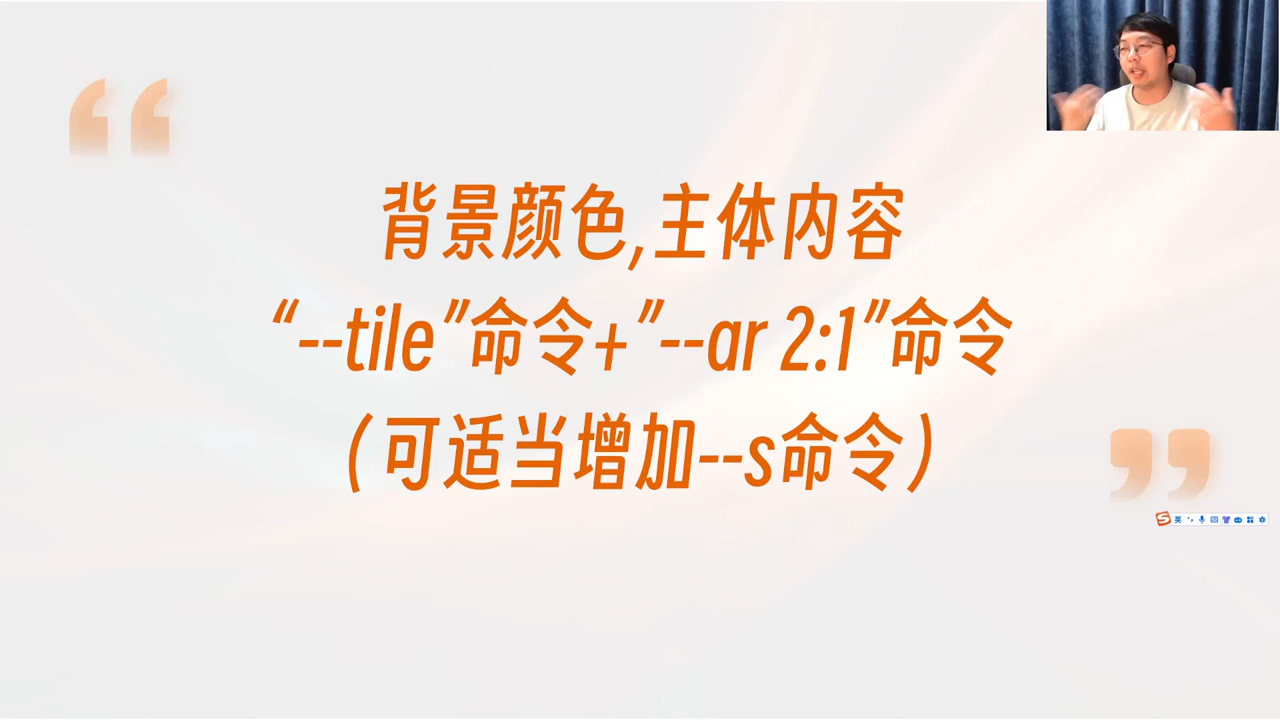 背景颜色,主体内容
“--tile”命令+”--ar 2:1”命令
（可适当增加--s命令）
英